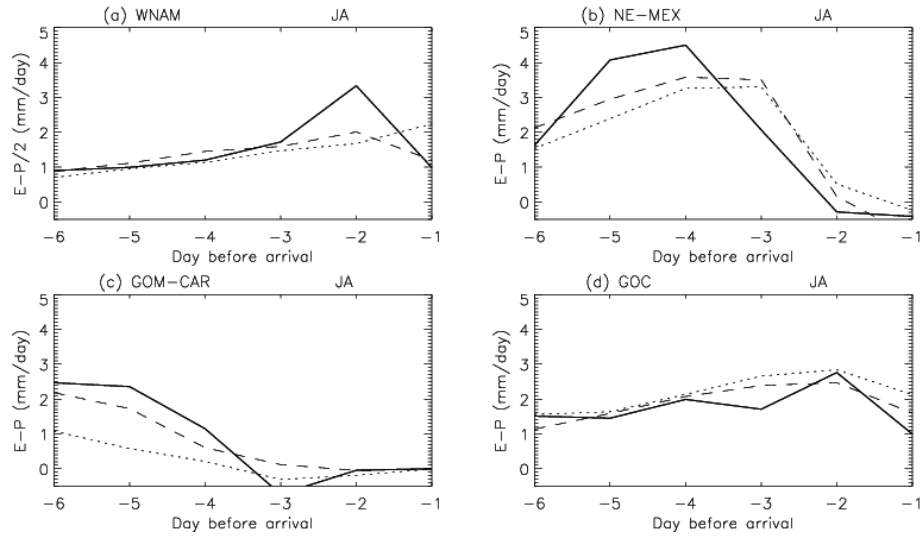 (a) WNAM JA
E-P/2 (mm/day)
5
4
3
2
1
0
-6 -5 -4 -3 -2 -1
Day before arrival
(b) NE-MEX JA
E-P (mm/day)
5
4
3
2
1
0
-6 -5 -4 -3 -2 -1
Day before arrival
(c) GOM-CAR JA
E-P (mm/day)
5
4
3
2
1
0
-6 -5 -4 -3 -2 -1
Day before arrival
(d) GOC JA
E-P (mm/day)
5
4
3
2
1
0
-6 -5 -4 -3 -2 -1
Day before arrival